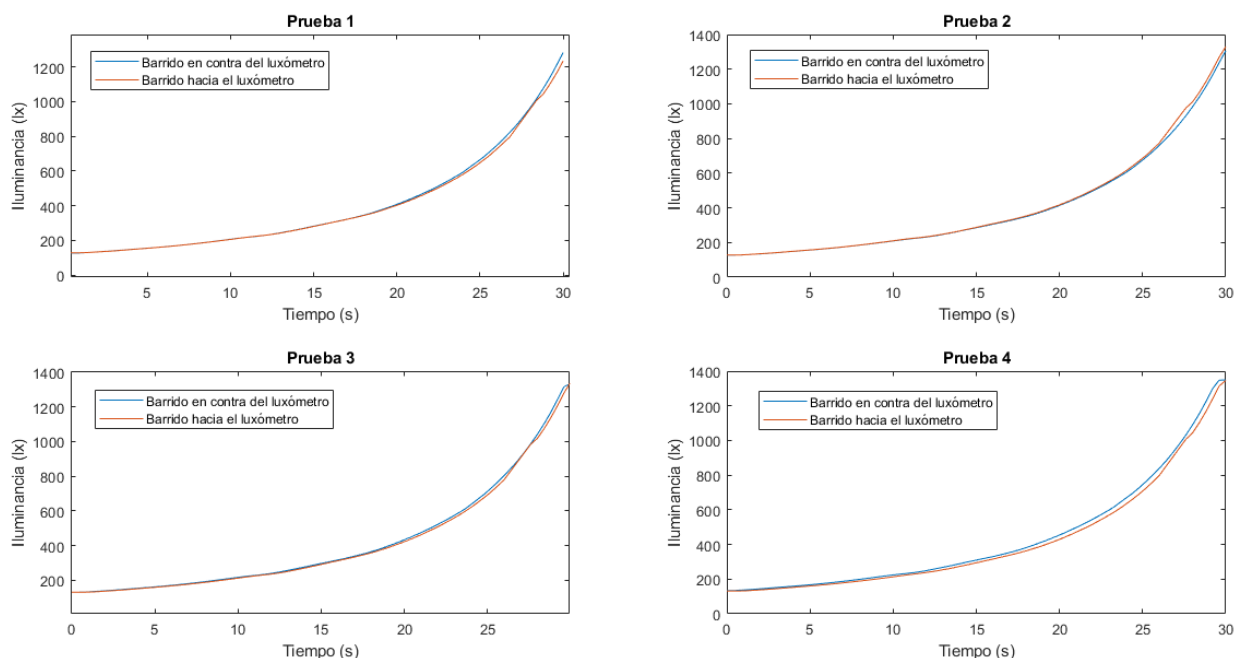 Prueba 1
Barrido en contra del luxómetro
Barrido hacia el luxómetro
Iluminancia (lx)
1200
1000
800
600
400
200
0
5 10 15 20 25 30
Tiempo (s)
Prueba 2
Barrido en contra del luxómetro
Barrido hacia el luxómetro
Iluminancia (lx)
1400
1200
1000
800
600
400
200
0
0 5 10 15 20 25 30
Tiempo (s)
Prueba 3
Barrido en contra del luxómetro
Barrido hacia el luxómetro
Iluminancia (lx)
1400
1200
1000
800
600
400
200
0 5 10 15 20 25
Tiempo (s)
Prueba 4
Barrido en contra del luxómetro
Barrido hacia el luxómetro
Iluminancia (lx)
1400
1200
1000
800
600
400
200
0
0 5 10 15 20 25 30
Tiempo (s)